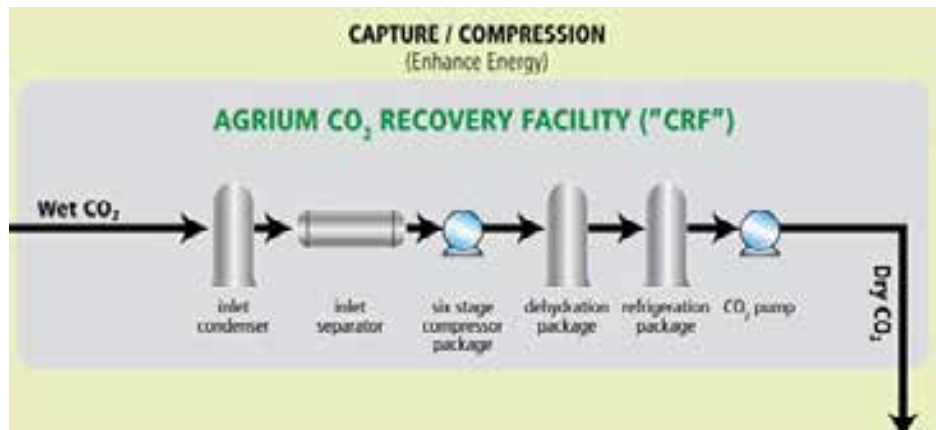 CAPTURE / COMPRESSION
(Enhance Energy)
AGRIUM CO₂ RECOVERY FACILITY ("CRF")
Wet CO₂
inlet
condenser
inlet
separator
six stage
compressor
package
dehydration
package
refrigeration
package
CO₂ pump
Dry CO₂